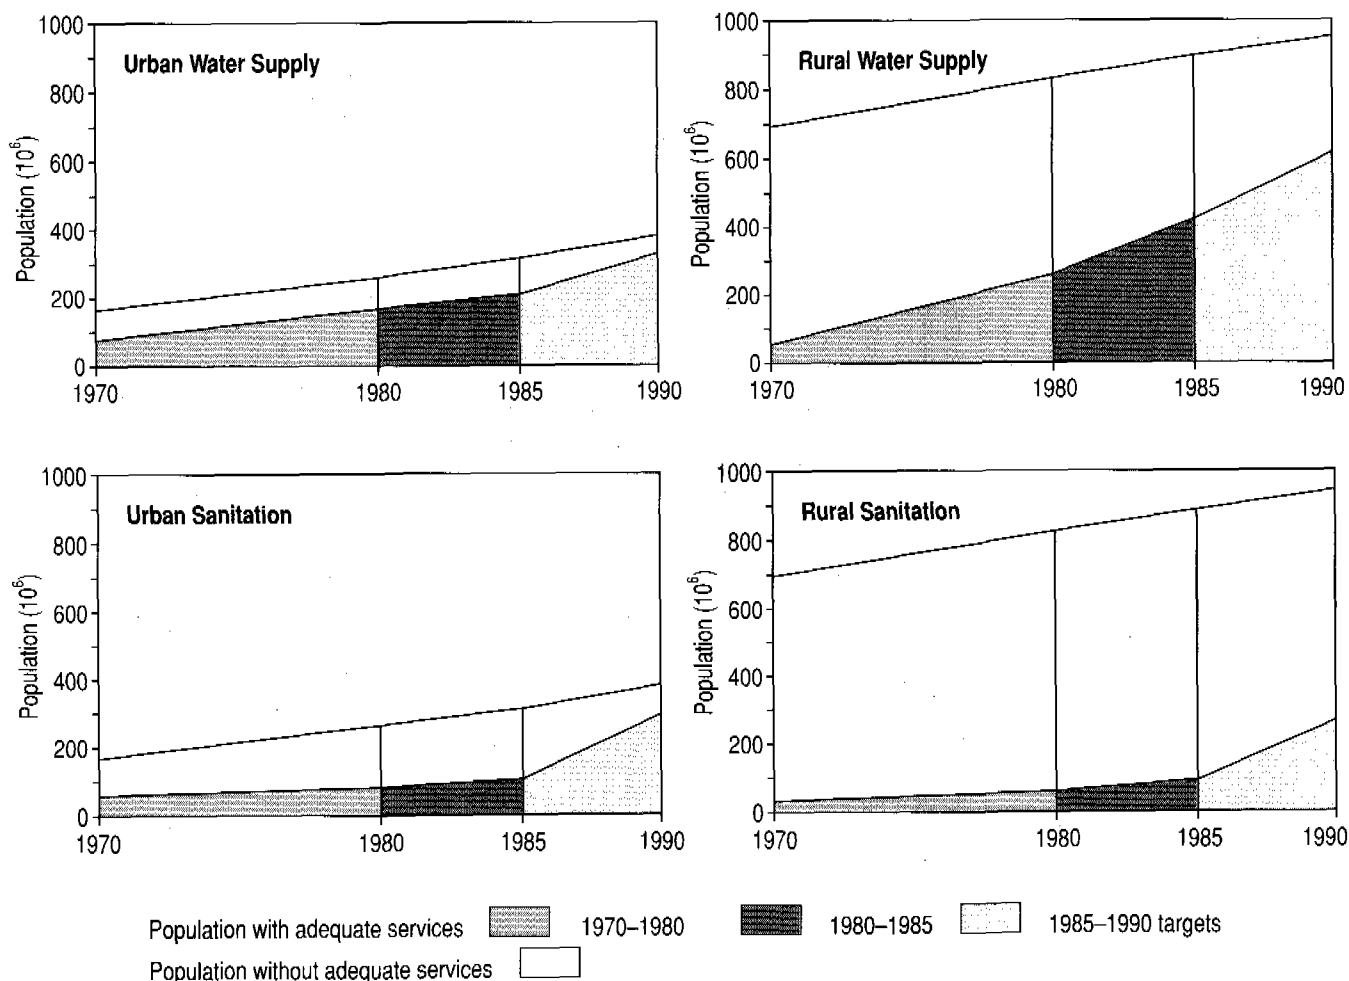 Urban Water Supply
Population (10⁶)
1000
800
600
400
200
0
1970 1980 1985 1990
Rural Water Supply
Population (10⁶)
1000
800
600
400
200
0
1970 1980 1985 1990
Urban Sanitation
Population (10⁶)
1000
800
600
400
200
0
1970 1980 1985 1990
Rural Sanitation
Population (10⁶)
1000
800
600
400
200
0
1970 1980 1985 1990
Population with adequate services 1970–1980 1980–1985 1985–1990 targets
Population without adequate services